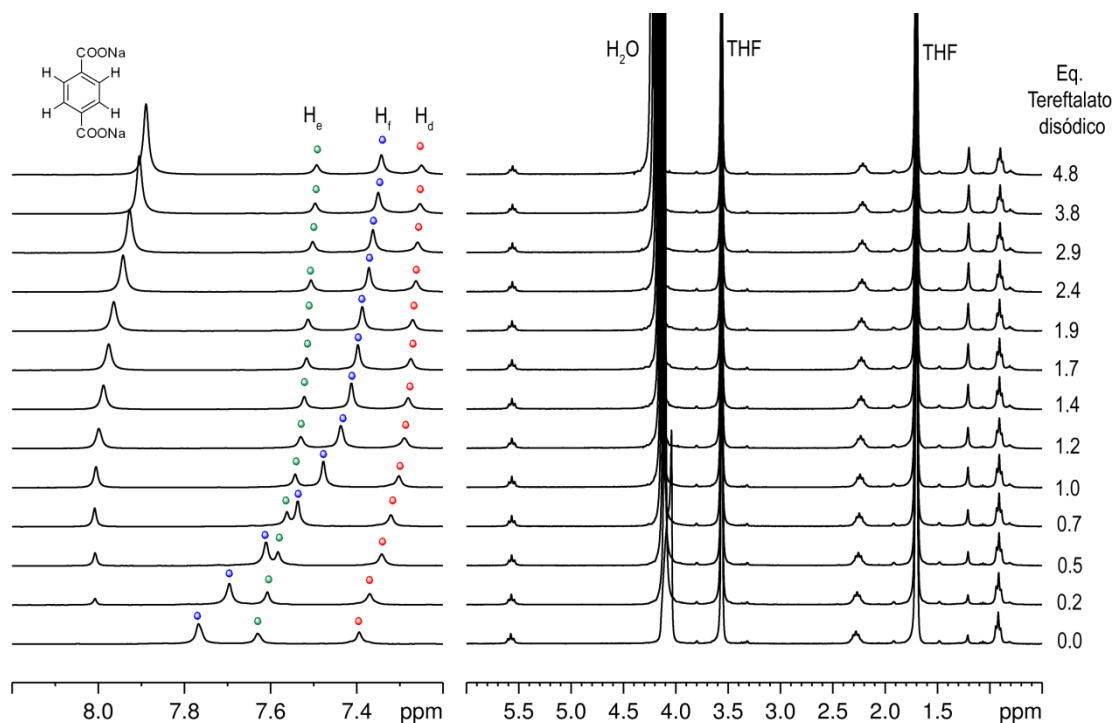 COONa
H
H
H
H
COONa
H_e
H_f
H_d
H₂O
THF
THF
Eq.
Tereftalato
disódico
4.8
3.8
2.9
2.4
1.9
1.7
1.4
1.2
1.0
0.7
0.5
0.2
0.0
8.0 7.8 7.6 7.4 ppm
5.5 5.0 4.5 4.0 3.5 3.0 2.5 2.0 1.5 ppm